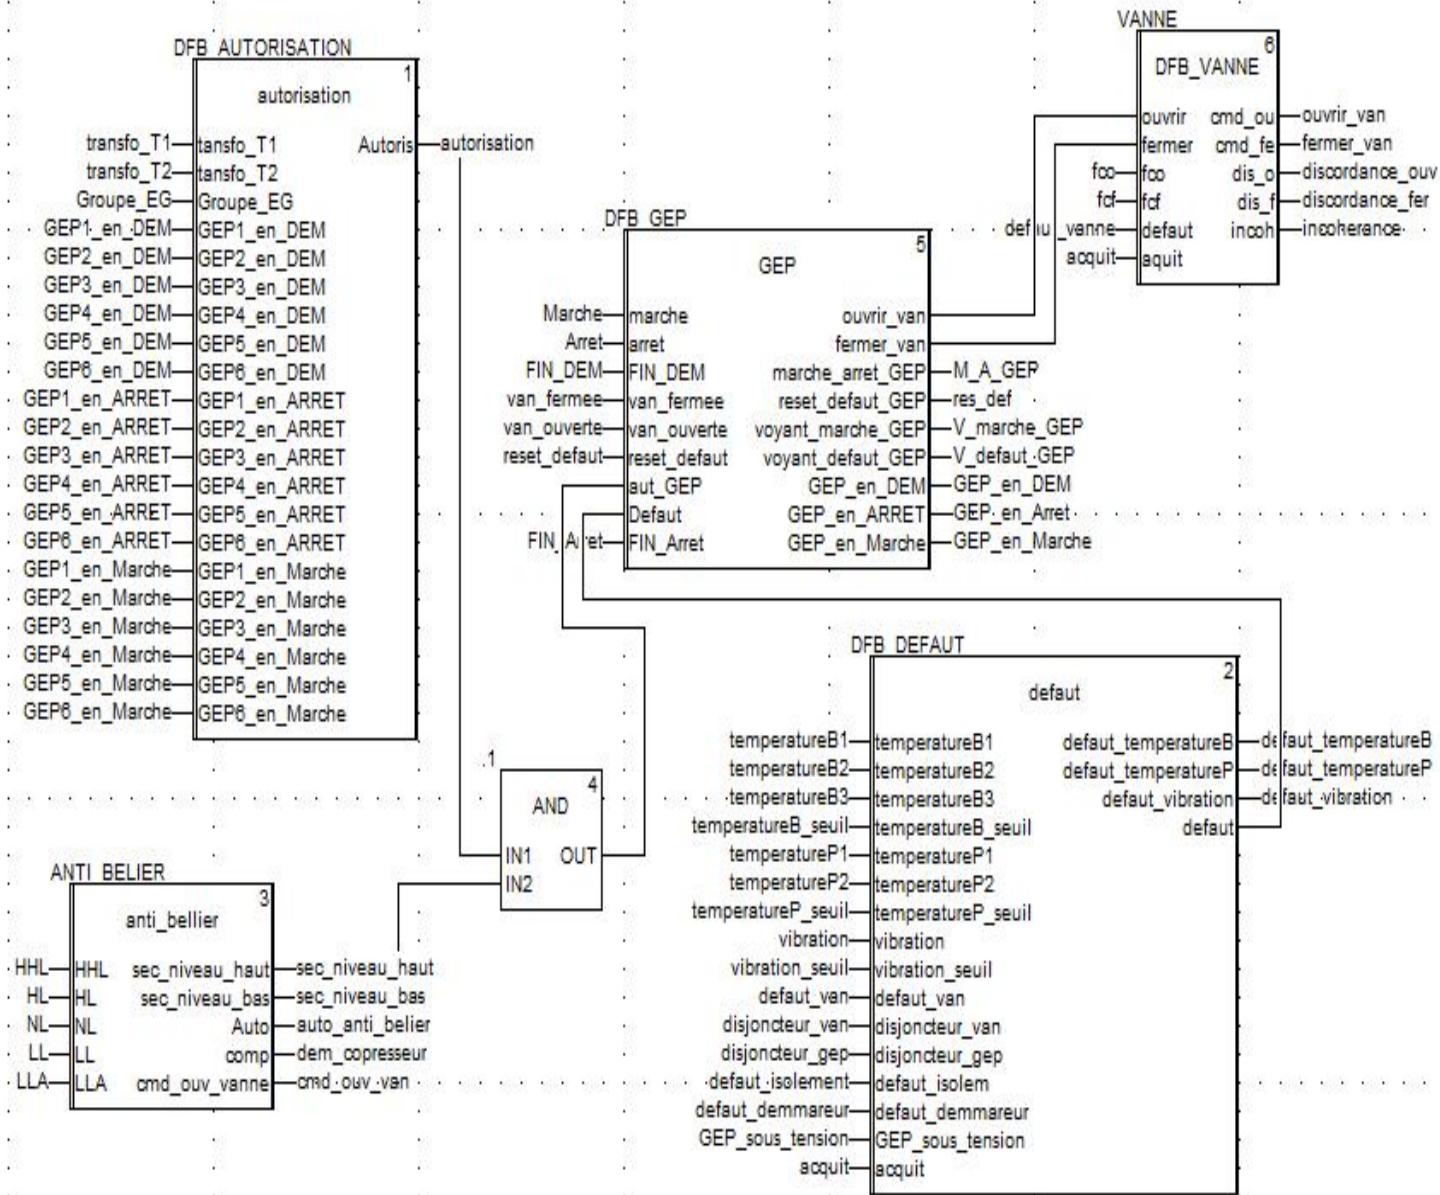 DFB_AUTORISATION
1
autorisation
transfo_T1 tansfo_T1 Autoris autorisation
transfo_T2 tansfo_T2
Groupe_EG Groupe_EG
GEP1_en_DEM GEP1_en_DEM
GEP2_en_DEM GEP2_en_DEM
GEP3_en_DEM GEP3_en_DEM
GEP4_en_DEM GEP4_en_DEM
GEP5_en_DEM GEP5_en_DEM
GEP6_en_DEM GEP6_en_DEM
GEP1_en_ARRET GEP1_en_ARRET
GEP2_en_ARRET GEP2_en_ARRET
GEP3_en_ARRET GEP3_en_ARRET
GEP4_en_ARRET GEP4_en_ARRET
GEP5_en_ARRET GEP5_en_ARRET
GEP6_en_ARRET GEP6_en_ARRET
GEP1_en_Marche GEP1_en_Marche
GEP2_en_Marche GEP2_en_Marche
GEP3_en_Marche GEP3_en_Marche
GEP4_en_Marche GEP4_en_Marche
GEP5_en_Marche GEP5_en_Marche
GEP6_en_Marche GEP6_en_Marche
VANNE
6
DFB_VANNE
ouvrir cmd_ou ouvrir_van
fermer cmd_fe fermer_van
fco fco dis_o discordance_ouv
fcf fcf dis_f discordance_fer
defaut_vanne defaut incoh incoherance
acquit aquit
DFB_GEP
5
GEP
Marche marche ouvrir_van
Arret arret fermer_van
FIN_DEM FIN_DEM marche_arret_GEP M_A_GEP
van_fermee van_fermee reset_defaut_GEP res_def
van_ouverte van_ouverte voyant_marche_GEP V_marche_GEP
reset_defaut reset_defaut voyant_defaut_GEP V_defaut_GEP
aut_GEP GEP_en_DEM GEP_en_DEM
Defaut GEP_en_ARRET GEP_en_Arret
FIN_Arret FIN_Arret GEP_en_Marche GEP_en_Marche
DFB_DEFAUT
2
defaut
temperatureB1 temperatureB1 defaut_temperatureB defaut_temperatureB
temperatureB2 temperatureB2 defaut_temperatureP defaut_temperatureP
temperatureB3 temperatureB3 defaut_vibration defaut_vibration
temperatureB_seuil temperatureB_seuil defaut
temperatureP1 temperatureP1
temperatureP2 temperatureP2
temperatureP_seuil temperatureP_seuil
vibration vibration
vibration_seuil vibration_seuil
defaut_van defaut_van
disjoncteur_van disjoncteur_van
disjoncteur_gep disjoncteur_gep
defaut_isolement defaut_isolem
defaut_demmareur defaut_demmareur
GEP_sous_tension GEP_sous_tension
acquit acquit
.1
4
AND
IN1 OUT
IN2
ANTI_BELIER
3
anti_bellier
HHL HHL sec_niveau_haut sec_niveau_haut
HL HL sec_niveau_bas sec_niveau_bas
NL NL Auto auto_anti_belier
LL LL comp dem_copresseur
LLA LLA cmd_ouv_vanne cmd_ouv_van